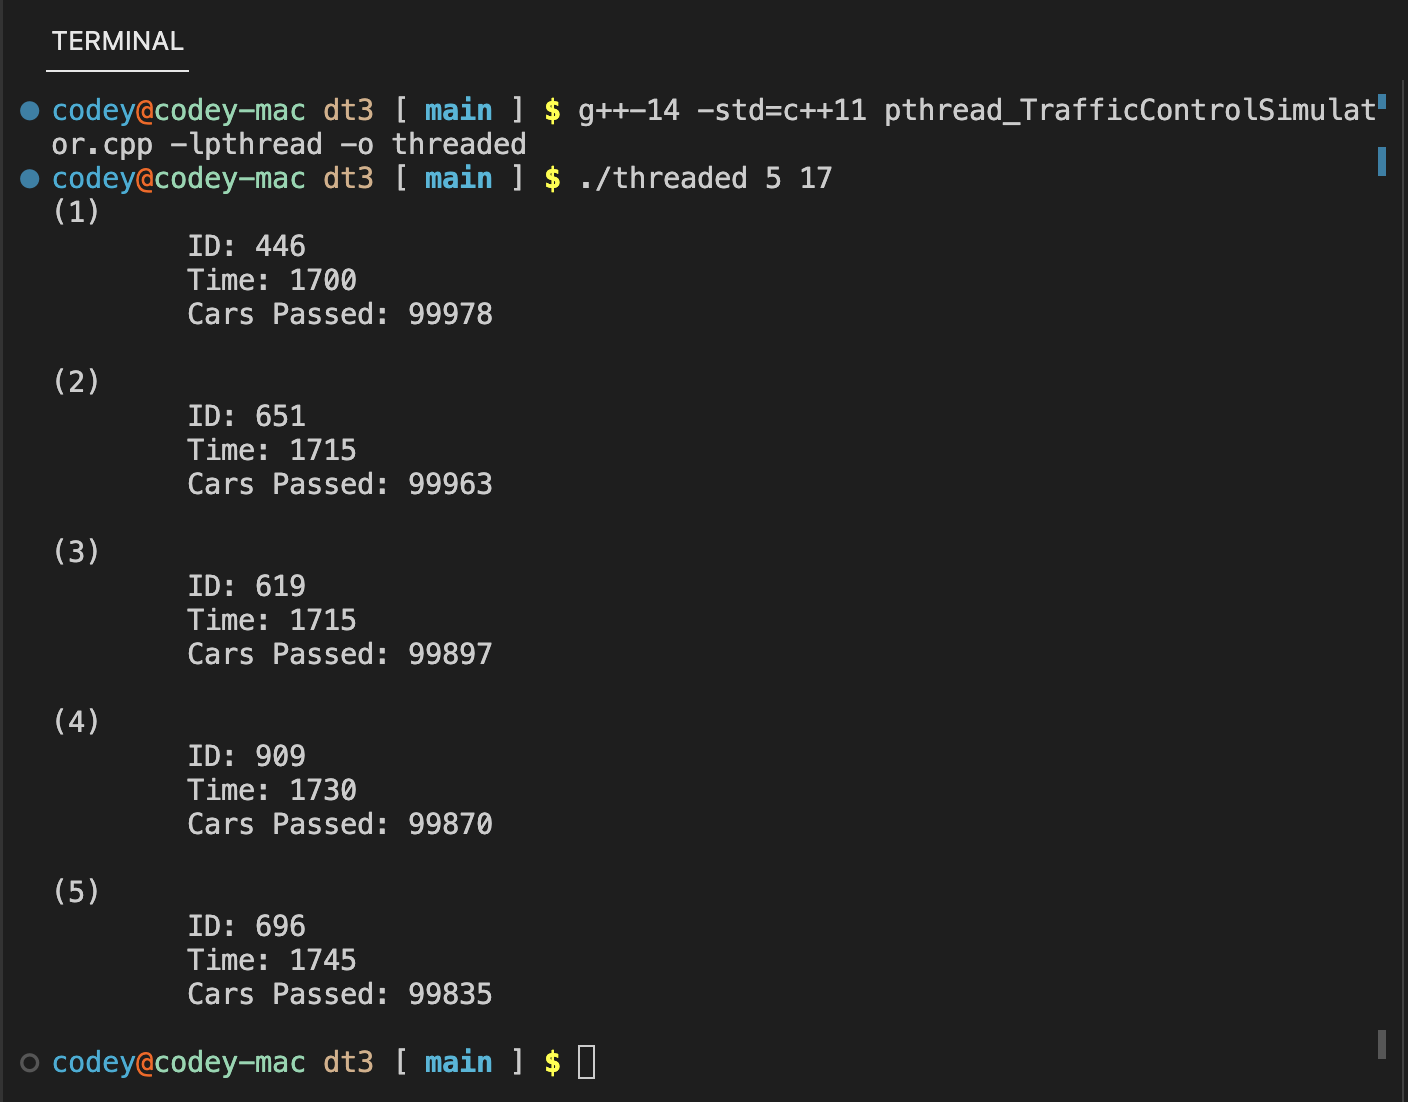 TERMINAL
codey@codey-mac dt3 [ main ] $ g++-14 -std=c++11 pthread_TrafficControlSimulat
or.cpp -lpthread -o threaded
codey@codey-mac dt3 [ main ] $ ./threaded 5 17
(1)
ID: 446
Time: 1700
Cars Passed: 99978
(2)
ID: 651
Time: 1715
Cars Passed: 99963
(3)
ID: 619
Time: 1715
Cars Passed: 99897
(4)
ID: 909
Time: 1730
Cars Passed: 99870
(5)
ID: 696
Time: 1745
Cars Passed: 99835
codey@codey-mac dt3 [ main ] $